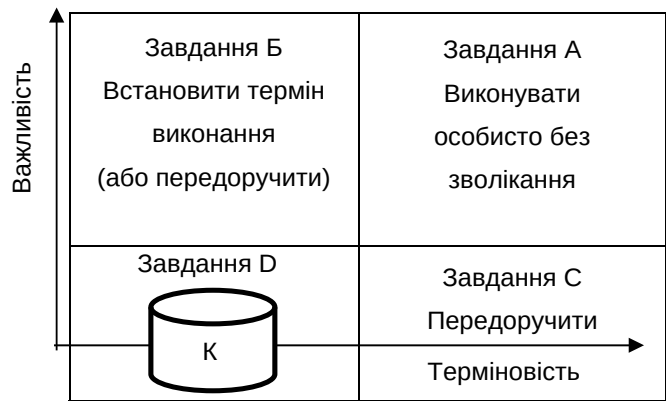 Важливість
Завдання Б
Встановити термін
виконання
(або передоручити)
Завдання А
Виконувати
особисто без
зволікання
Завдання D
К
Завдання С
Передоручити
Терміновість